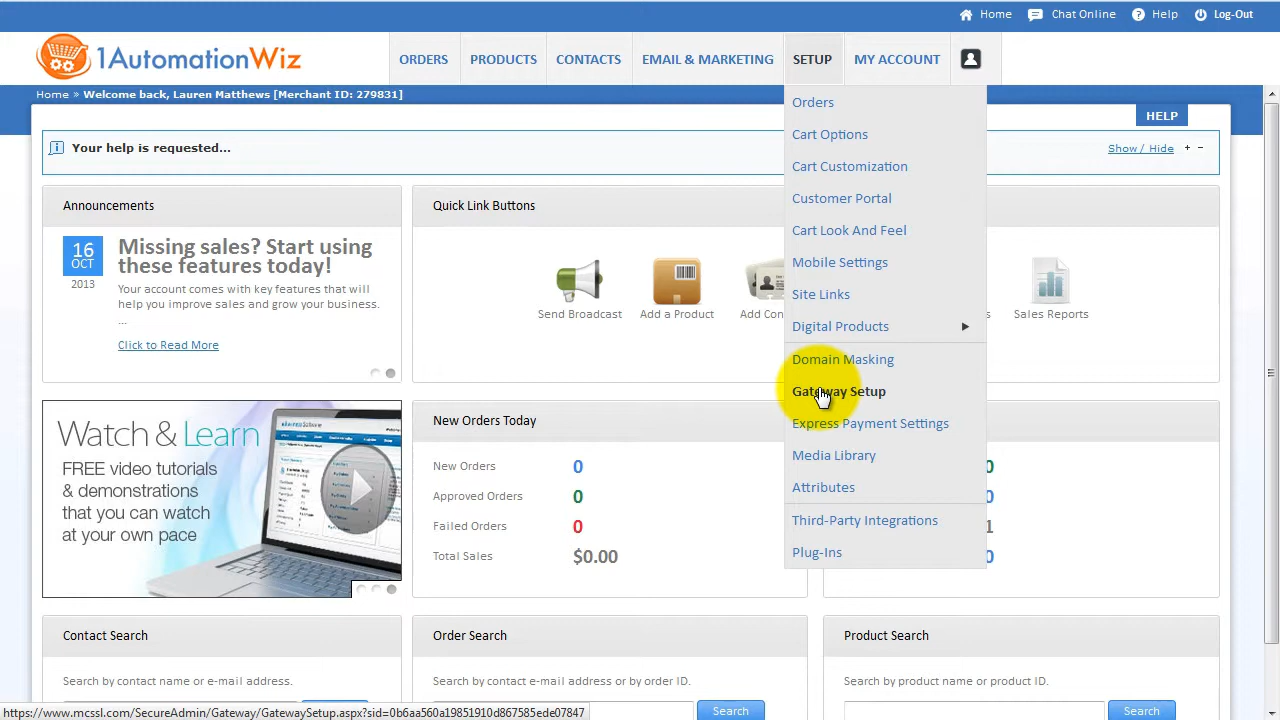 Home
Chat Online
Help
Log-Out
1AutomationWiz
ORDERS
PRODUCTS
CONTACTS
EMAIL & MARKETING
SETUP
MY ACCOUNT
Home » Welcome back, Lauren Matthews [Merchant ID: 279831]
HELP
Your help is requested...
Show / Hide + -
Announcements
16
OCT
2013
Missing sales? Start using
these features today!
Your account comes with key features that will
help you improve sales and grow your business.
...
Click to Read More
Quick Link Buttons
Send Broadcast
Add a Product
Add Con
s
Sales Reports
Orders
Cart Options
Cart Customization
Customer Portal
Cart Look And Feel
Mobile Settings
Site Links
Digital Products
Domain Masking
Gateway Setup
Express Payment Settings
Media Library
Attributes
Third-Party Integrations
Plug-Ins
Watch & Learn
FREE video tutorials
& demonstrations
that you can watch
at your own pace
New Orders Today
New Orders 0
Approved Orders 0
Failed Orders 0
Total Sales $0.00
0
0
1
0
Contact Search
Search by contact name or e-mail address.
Order Search
Search by contact e-mail or by order ID.
Search
Product Search
Search by product name or product ID.
Search
https://www.mcssl.com/SecureAdmin/Gateway/GatewaySetup.aspx?sid=0b6aa560a19851910d867585ede07847